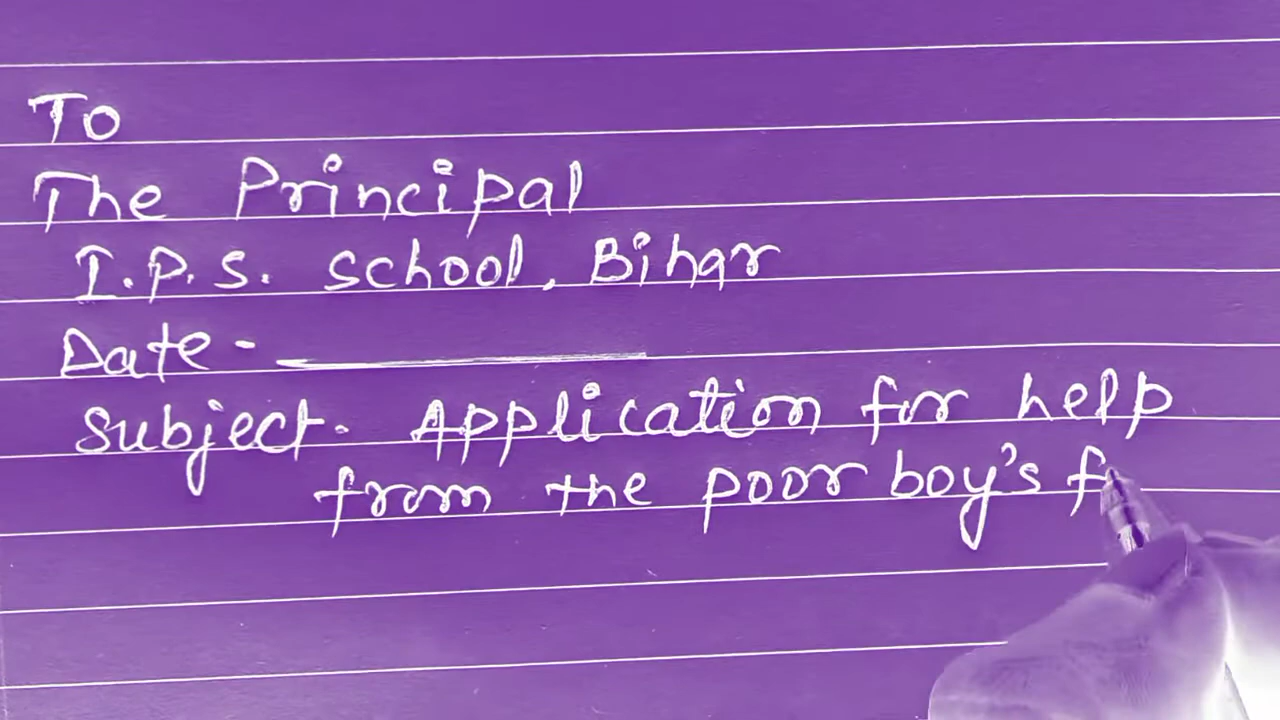 To
The Principal
I.P.S. School, Bihar
Date -
Subject - Application for help
from the poor boy's f